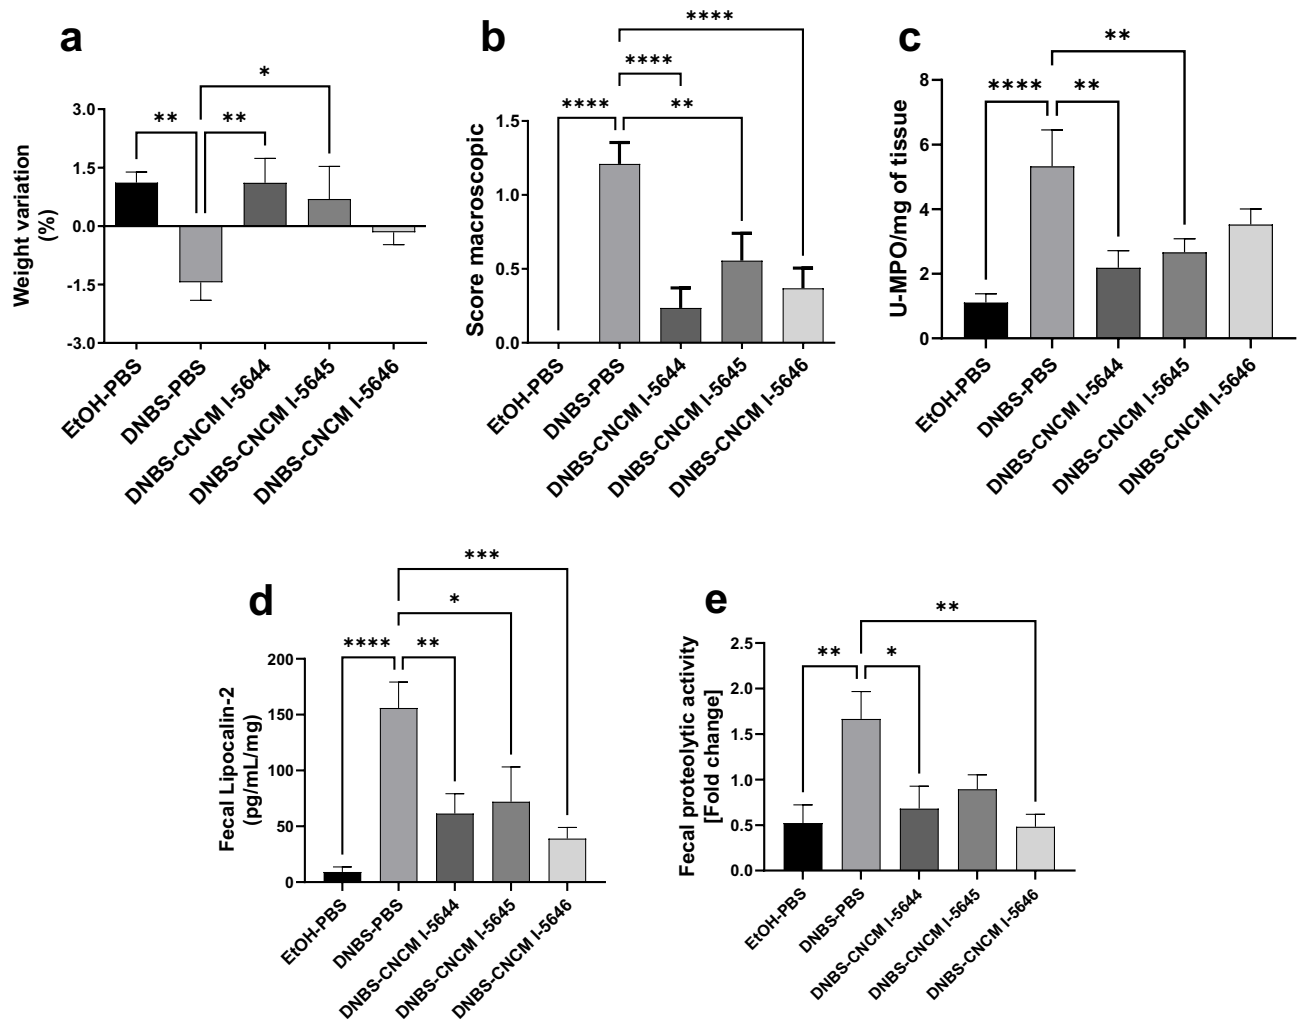 a
*
**
**
3.0
1.5
0.0
-1.5
-3.0
Weight variation
(%)
EtOH-PBS
DNBS-PBS
DNBS-CNCM I-5644
DNBS-CNCM I-5645
DNBS-CNCM I-5646
b
****
****
****
**
1.5
1.0
0.5
0.0
Score macroscopic
EtOH-PBS
DNBS-PBS
DNBS-CNCM I-5644
DNBS-CNCM I-5645
DNBS-CNCM I-5646
c
**
****
**
8
6
4
2
0
U-MPO/mg of tissue
EtOH-PBS
DNBS-PBS
DNBS-CNCM I-5644
DNBS-CNCM I-5645
DNBS-CNCM I-5646
d
***
*
****
**
200
150
100
50
0
Fecal Lipocalin-2
(pg/mL/mg)
EtOH-PBS
DNBS-PBS
DNBS-CNCM I-5644
DNBS-CNCM I-5645
DNBS-CNCM I-5646
e
**
**
*
2.5
2.0
1.5
1.0
0.5
0.0
Fecal proteolytic activity
[Fold change]
EtOH-PBS
DNBS-PBS
DNBS-CNCM I-5644
DNBS-CNCM I-5645
DNBS-CNCM I-5646